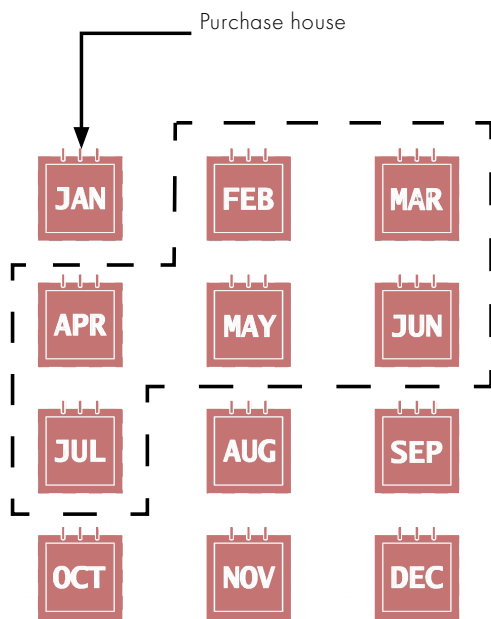 Purchase house
JAN FEB MAR
APR MAY JUN
JUL AUG SEP
OCT NOV DEC